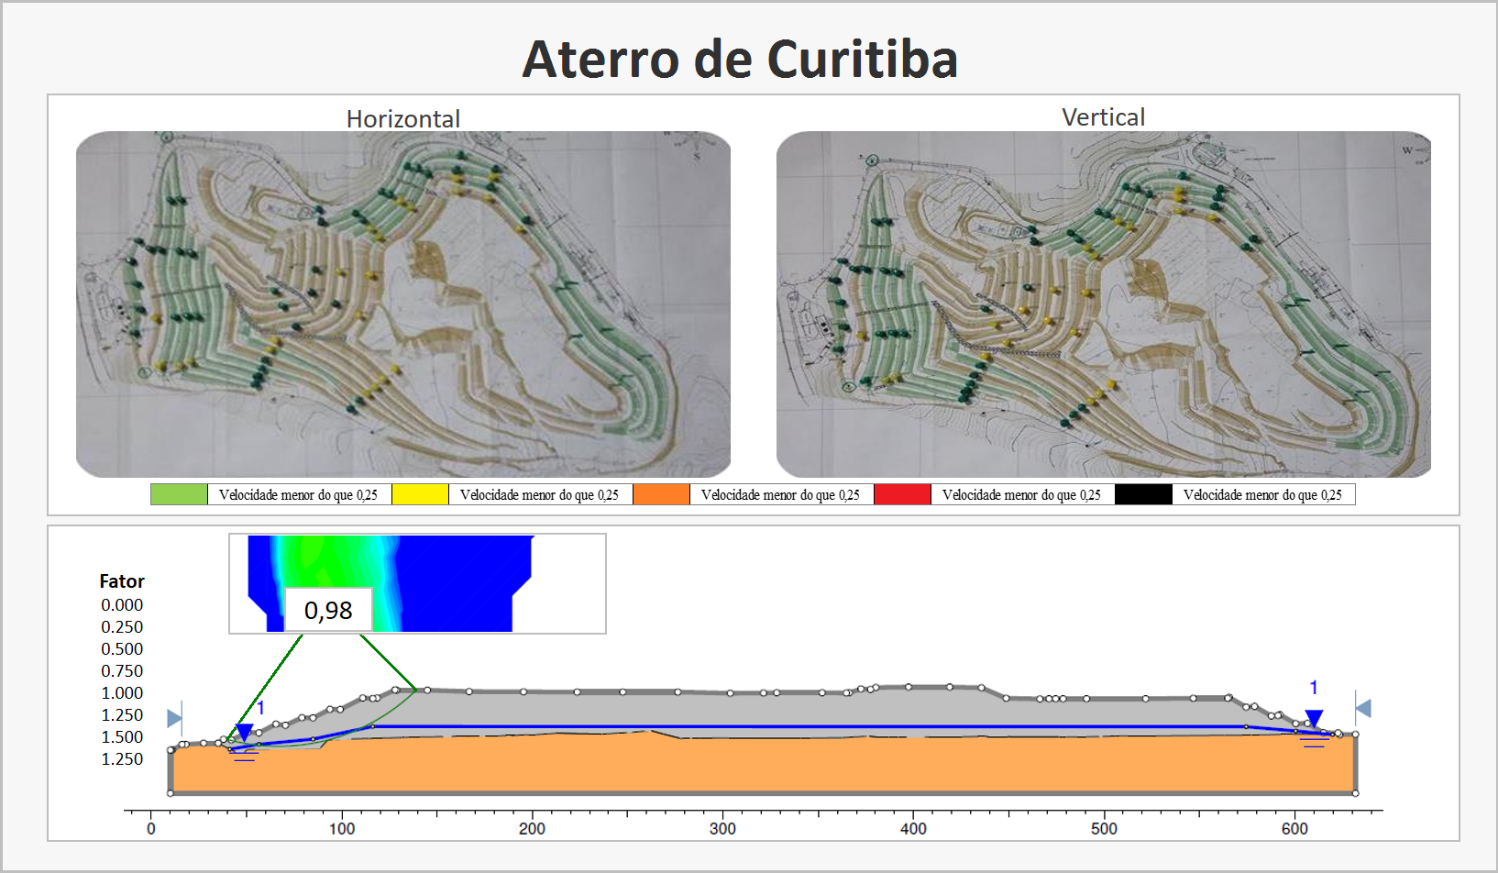 Aterro de Curitiba
Horizontal
Vertical
S
W
Velocidade menor do que 0,25
Velocidade menor do que 0,25
Velocidade menor do que 0,25
Velocidade menor do que 0,25
Velocidade menor do que 0,25
Fator
0.000
0.250
0.500
0.750
1.000
1.250
1.500
1.250
0,98
1
1
0 100 200 300 400 500 600